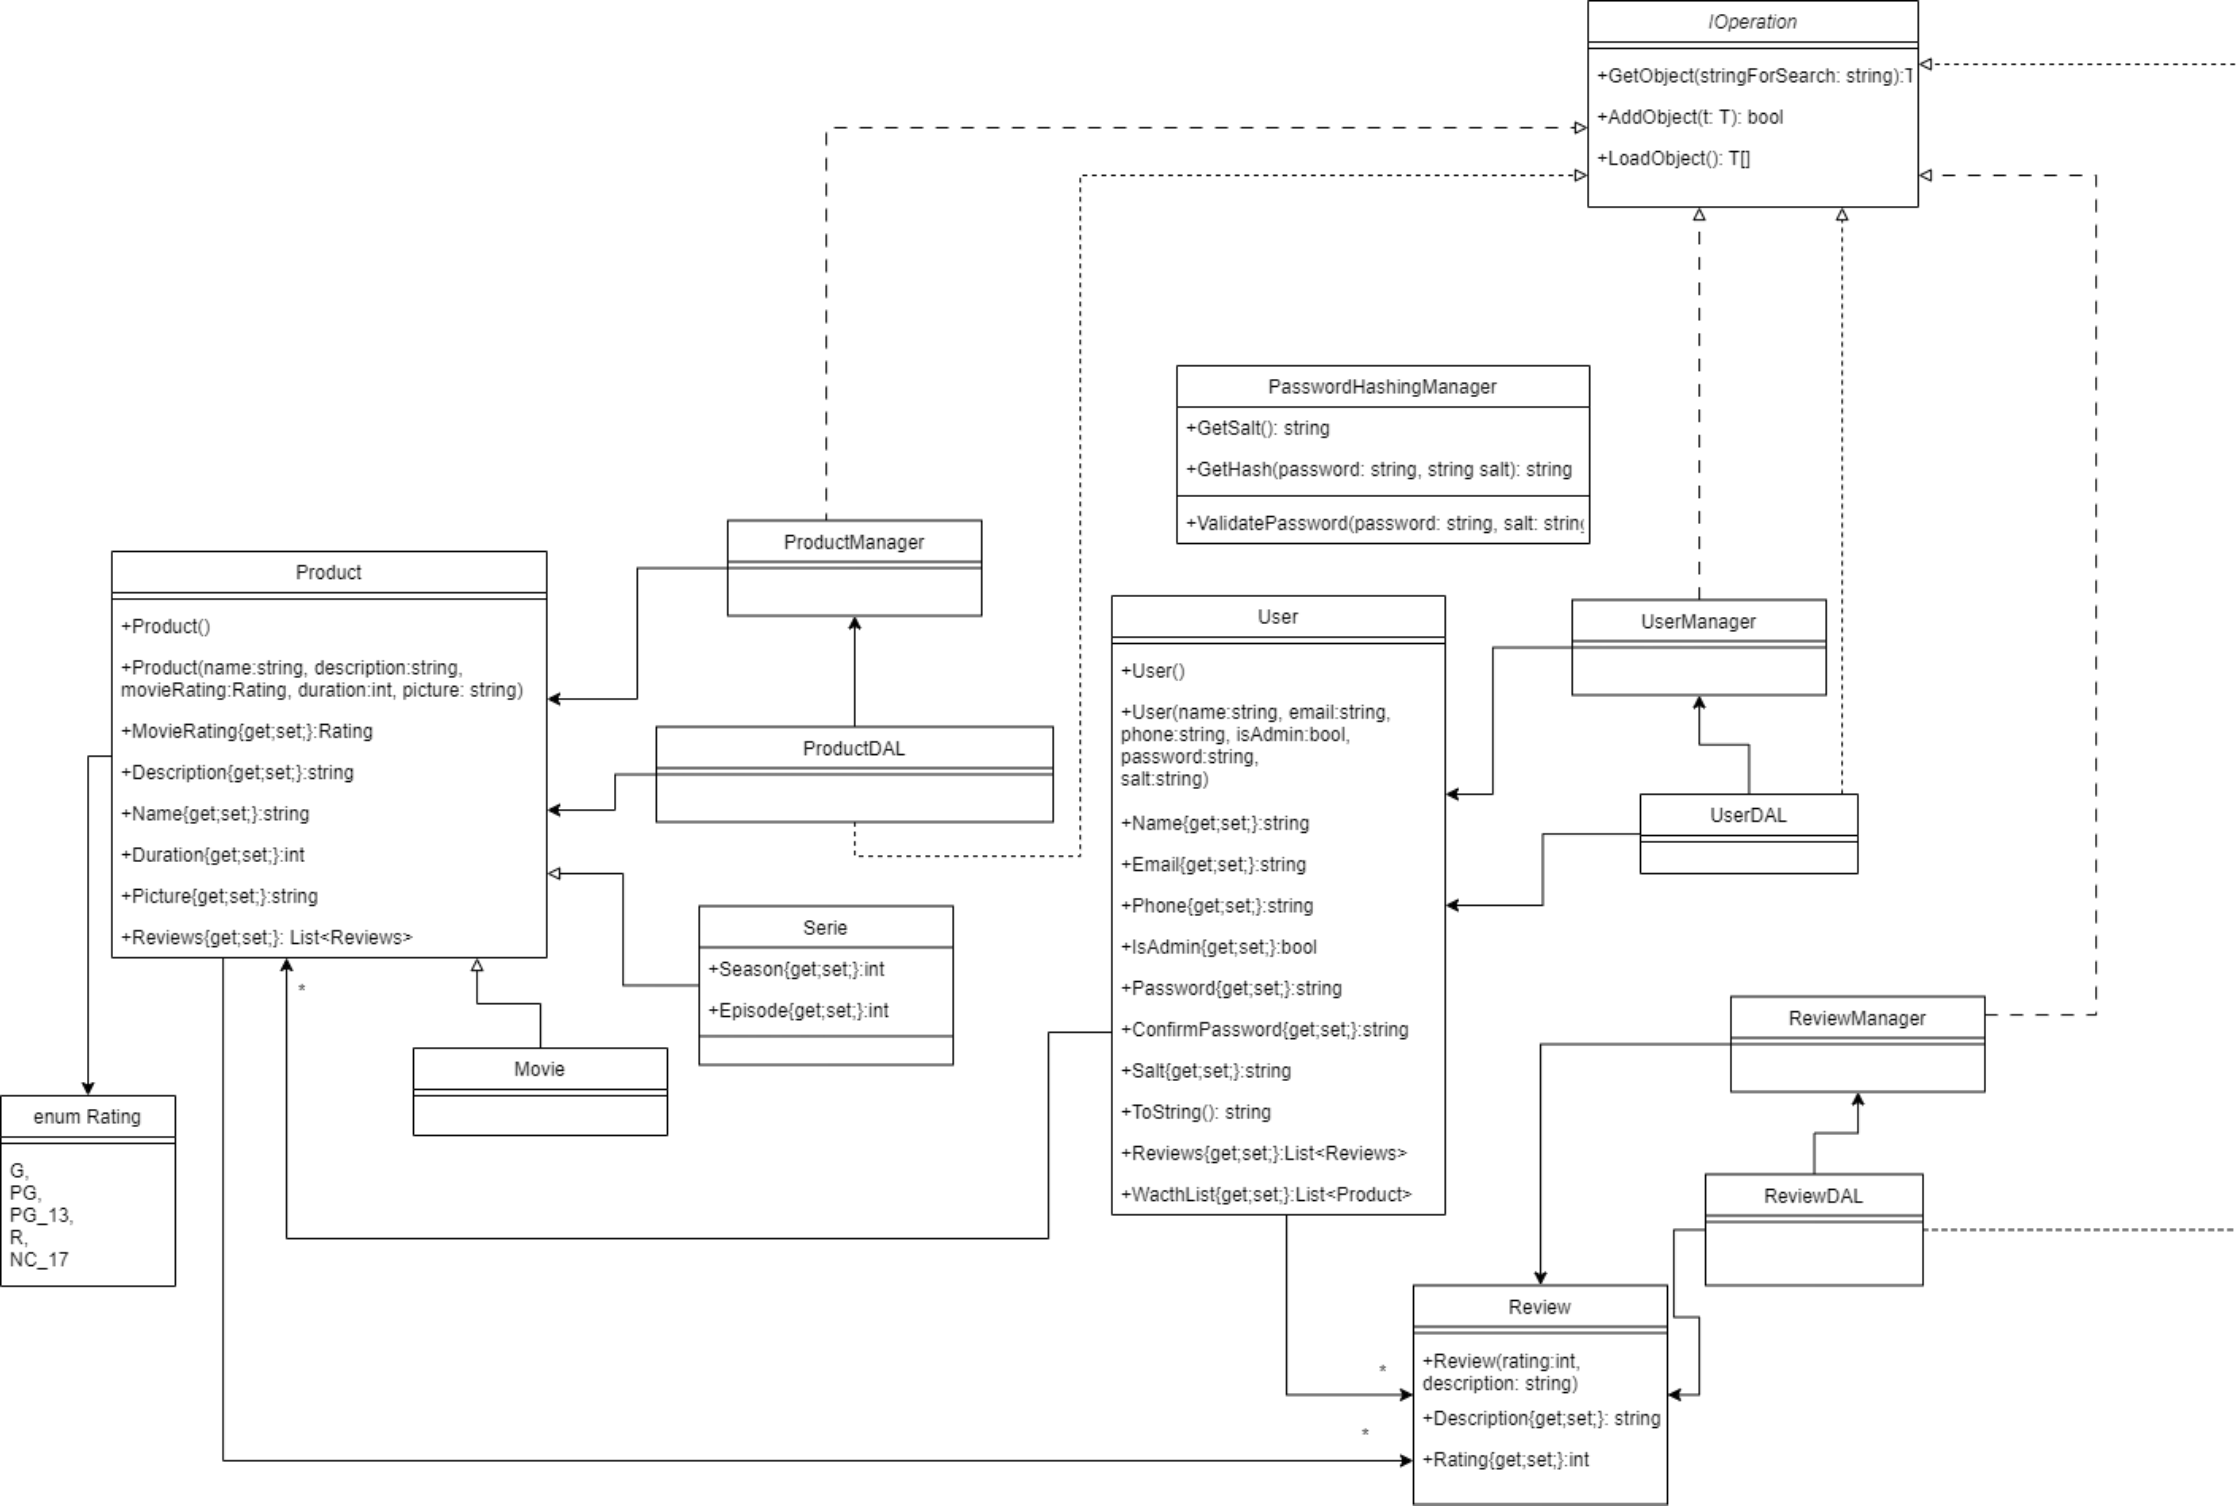 IOperation
+GetObject(stringForSearch: string):T
+AddObject(t: T): bool
+LoadObject(): T[]
PasswordHashingManager
+GetSalt(): string
+GetHash(password: string, string salt): string
+ValidatePassword(password: string, salt: string
ProductManager
Product
+Product()
+Product(name:string, description:string,
movieRating:Rating, duration:int, picture: string)
+MovieRating{get;set;}:Rating
+Description{get;set;}:string
+Name{get;set;}:string
+Duration{get;set;}:int
+Picture{get;set;}:string
+Reviews{get;set;}: List<Reviews>
*
ProductDAL
Serie
+Season{get;set;}:int
+Episode{get;set;}:int
Movie
enum Rating
G,
PG,
PG_13,
R,
NC_17
User
+User()
+User(name:string, email:string,
phone:string, isAdmin:bool,
password:string,
salt:string)
+Name{get;set;}:string
+Email{get;set;}:string
+Phone{get;set;}:string
+IsAdmin{get;set;}:bool
+Password{get;set;}:string
+ConfirmPassword{get;set;}:string
+Salt{get;set;}:string
+ToString(): string
+Reviews{get;set;}:List<Reviews>
+WacthList{get;set;}:List<Product>
UserManager
UserDAL
ReviewManager
ReviewDAL
Review
+Review(rating:int,
description: string)
+Description{get;set;}: string
+Rating{get;set;}:int
*
*